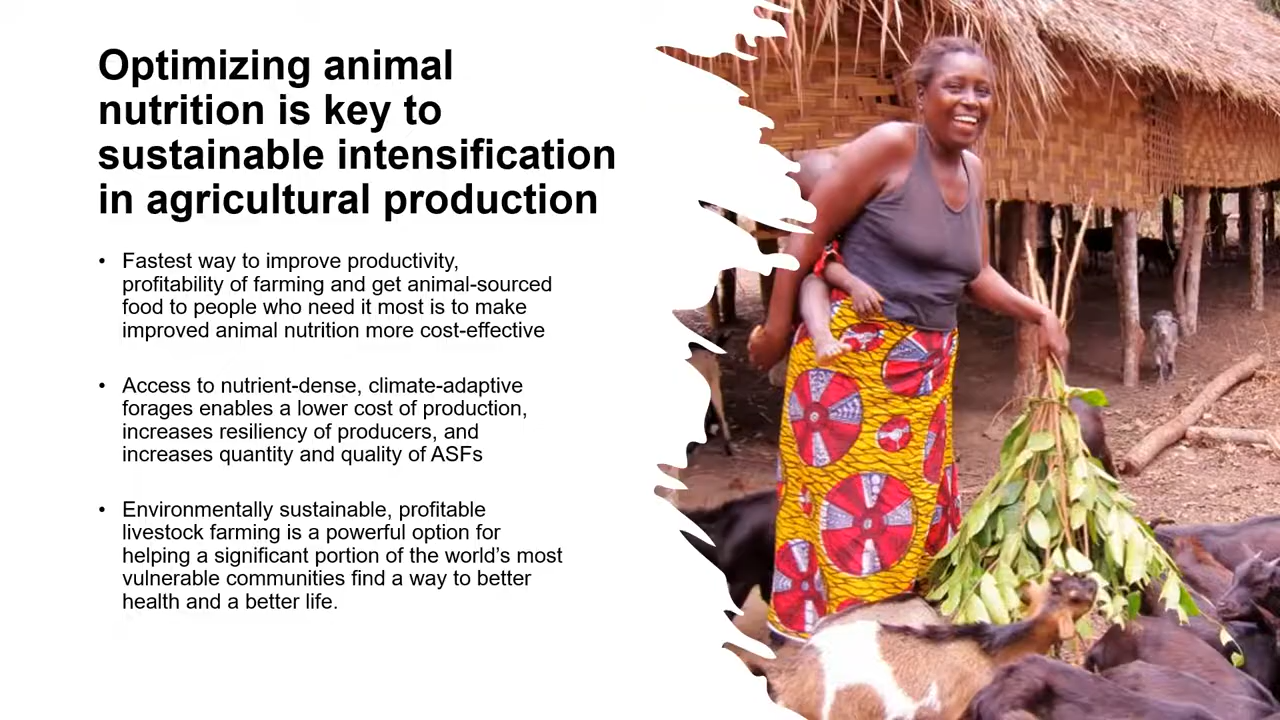 Optimizing animal
nutrition is key to
sustainable intensification
in agricultural production
• Fastest way to improve productivity,
profitability of farming and get animal-sourced
food to people who need it most is to make
improved animal nutrition more cost-effective
• Access to nutrient-dense, climate-adaptive
forages enables a lower cost of production,
increases resiliency of producers, and
increases quantity and quality of ASFs
• Environmentally sustainable, profitable
livestock farming is a powerful option for
helping a significant portion of the world’s most
vulnerable communities find a way to better
health and a better life.